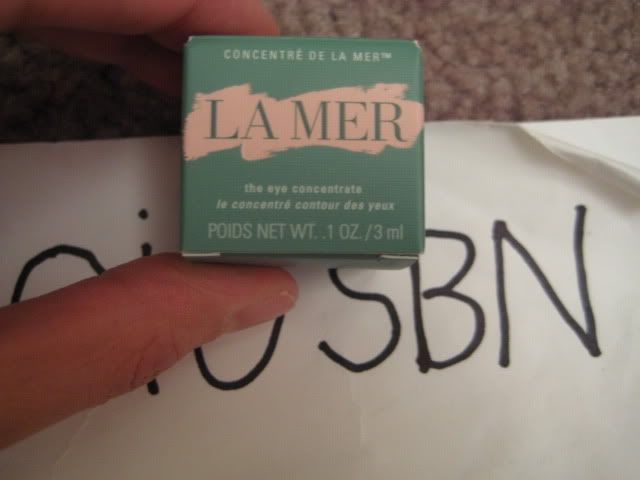 CONCENTRÉ DE LA MER™
LA MER
the eye concentrate
le concentré contour des yeux
POIDS NET WT. .1 OZ./3 ml
SBN